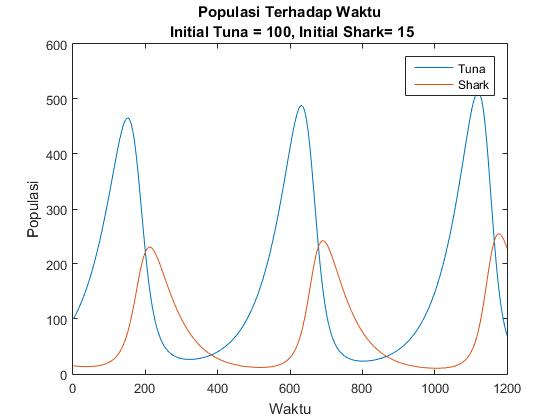 Populasi Terhadap Waktu
Initial Tuna = 100, Initial Shark= 15
600
500
400
300
200
100
0
Populasi
Tuna
Shark
0
200
400
600
800
1000
1200
Waktu